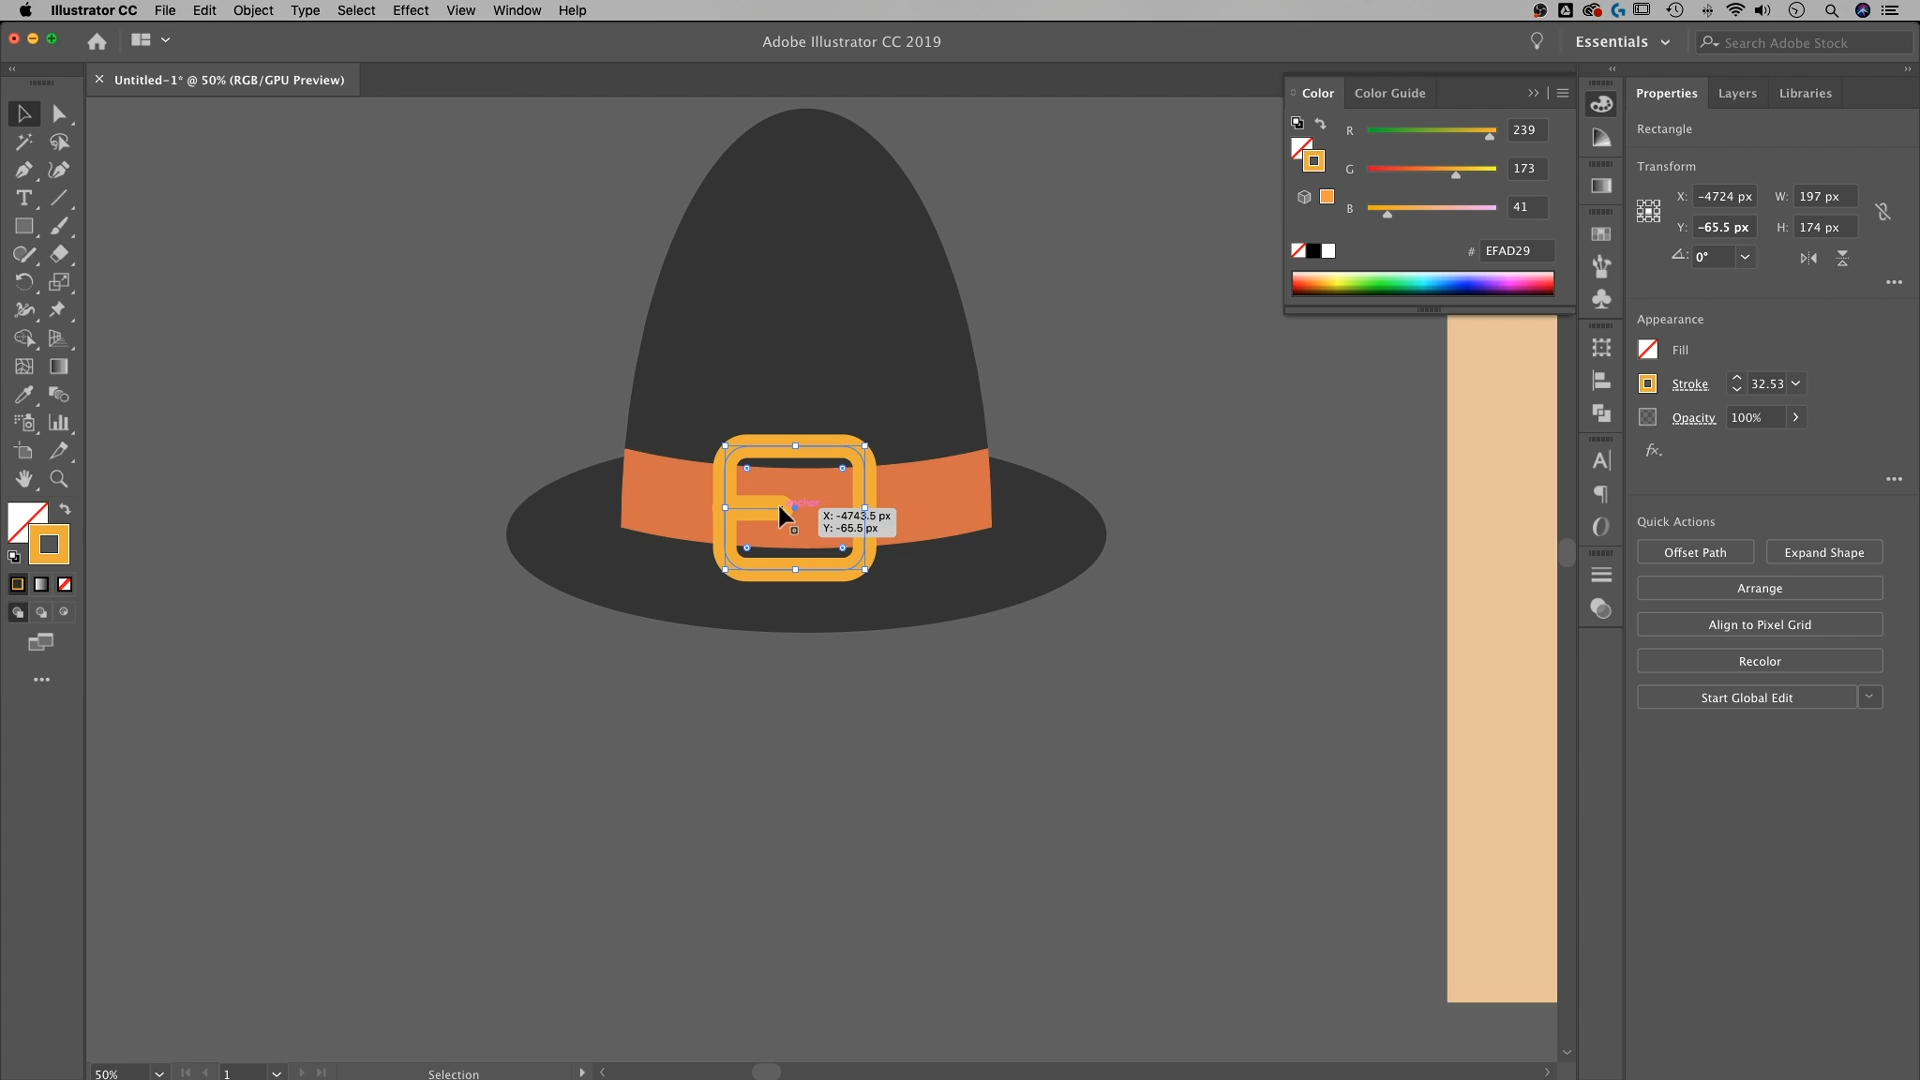 Illustrator CC File Edit Object Type Select Effect View Window Help
Adobe Illustrator CC 2019
Essentials
Search Adobe Stock
× Untitled-1* @ 50% (RGB/GPU Preview)
Color Color Guide
R 239
G 173
B 41
# EFAD29
Properties Layers Libraries
Rectangle
Transform
X: -4724 px W: 197 px
Y: -65.5 px H: 174 px
0°
Appearance
Fill
Stroke 32.53
Opacity 100%
fx.
Quick Actions
Offset Path Expand Shape
Arrange
Align to Pixel Grid
Recolor
Start Global Edit
anchor
X: -4743.5 px
Y: -65.5 px
50% 1 Selection